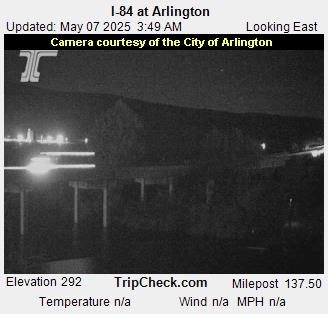 I-84 at Arlington
Updated: May 07 2025 3:49 AM Looking East
Camera courtesy of the City of Arlington
Elevation 292 TripCheck.com Milepost 137.50
Temperature n/a Wind n/a MPH n/a